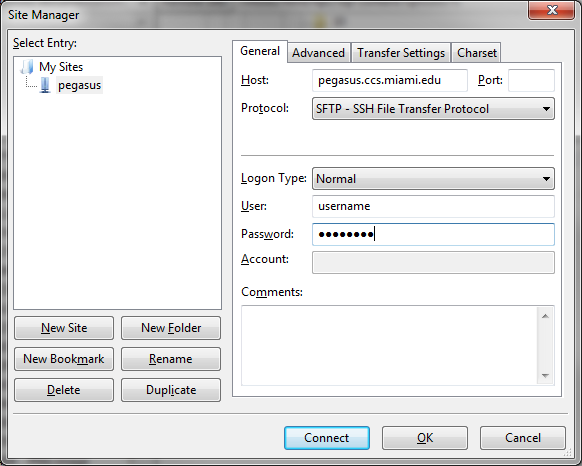 Site Manager
Select Entry:
My Sites
pegasus
New Site
New Folder
New Bookmark
Rename
Delete
Duplicate
General
Advanced
Transfer Settings
Charset
Host:
pegasus.ccs.miami.edu
Port:
Protocol:
SFTP - SSH File Transfer Protocol
Logon Type:
Normal
User:
username
Password:
●●●●●●●●
Account:
Comments:
Connect
OK
Cancel